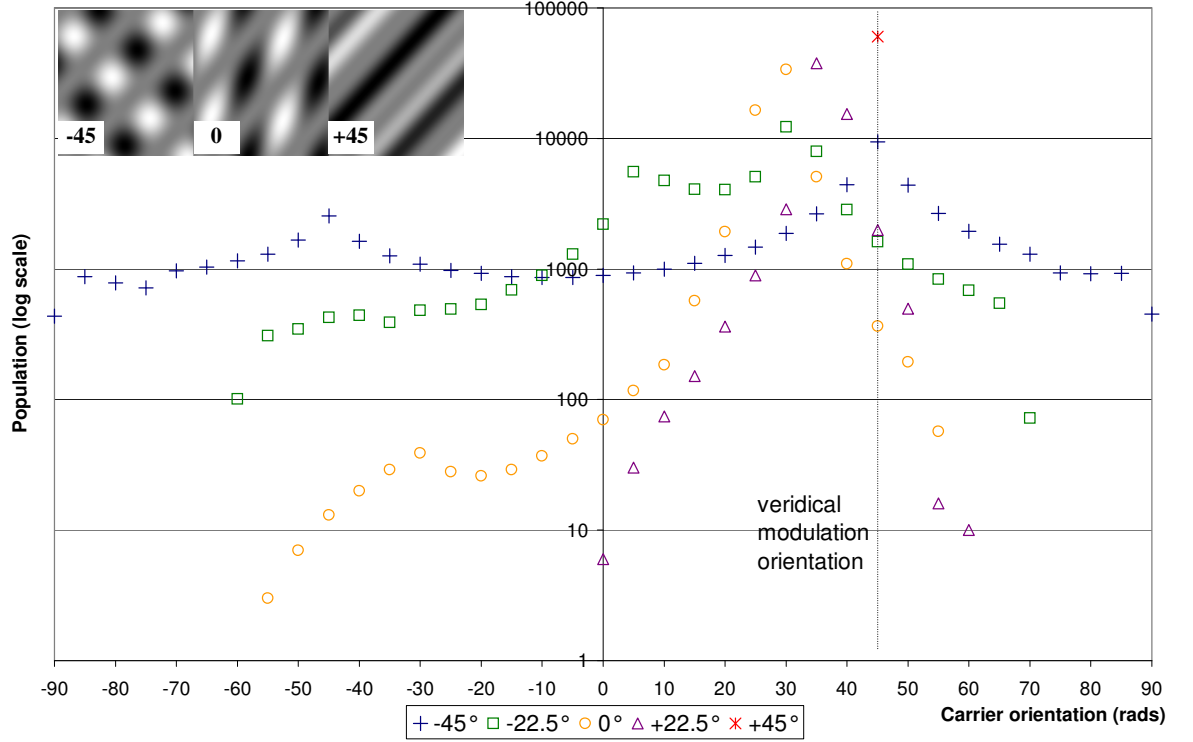 100000
-45
0
+45
10000
1000
100
10
1
Population (log scale)
veridical
modulation
orientation
-90 -80 -70 -60 -50 -40 -30 -20 -10 0 10 20 30 40 50 60 70 80 90
-45° -22.5° 0° +22.5° +45°
Carrier orientation (rads)